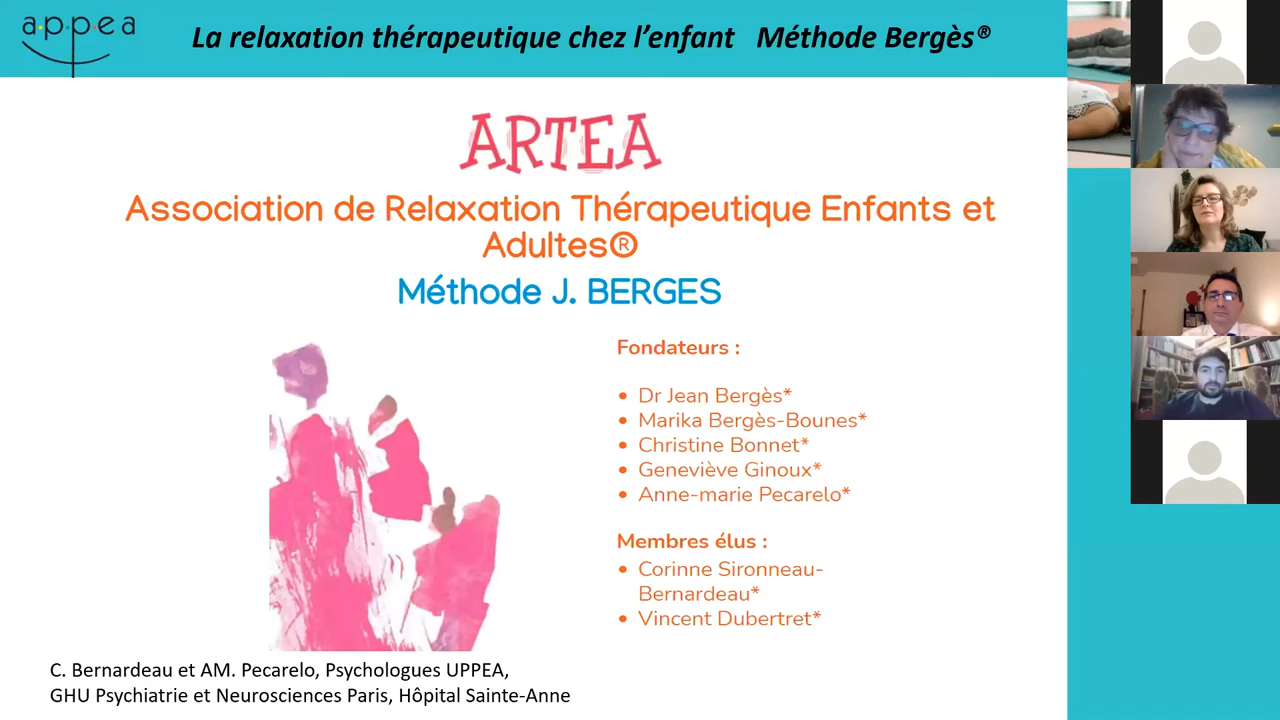 appea
La relaxation thérapeutique chez l'enfant Méthode Bergès®
ARTEA
Association de Relaxation Thérapeutique Enfants et
Adultes®
Méthode J. BERGES
Fondateurs :
• Dr Jean Bergès*
• Marika Bergès-Bounes*
• Christine Bonnet*
• Geneviève Ginoux*
• Anne-marie Pecarelo*
Membres élus :
• Corinne Sironneau-
Bernardeau*
• Vincent Dubertret*
C. Bernardeau et AM. Pecarelo, Psychologues UPPEA,
GHU Psychiatrie et Neurosciences Paris, Hôpital Sainte-Anne